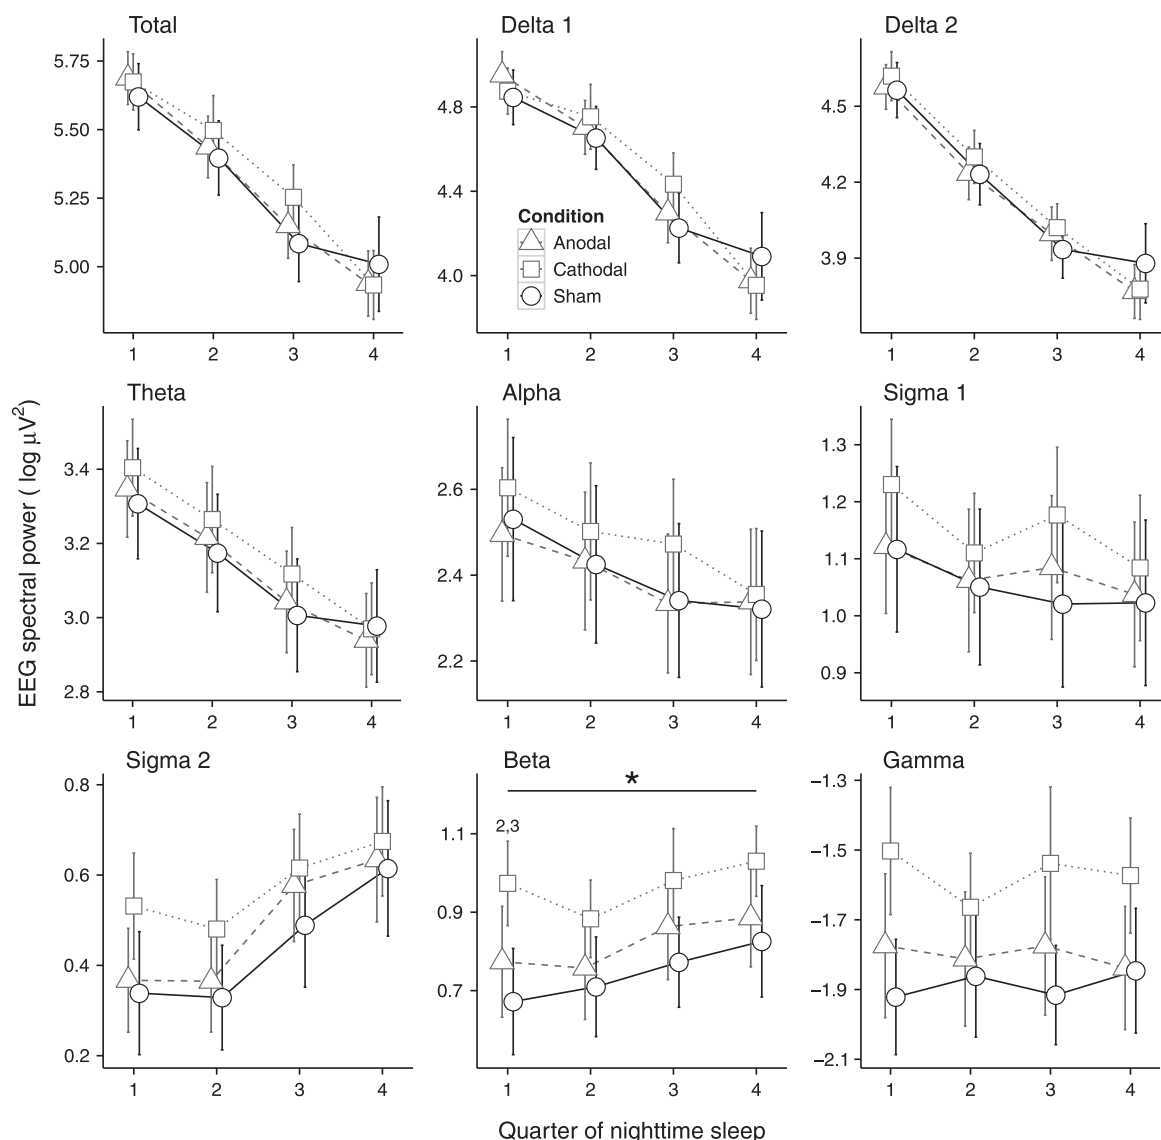 Total
Delta 1
Delta 2
5.75
5.50
5.25
5.00
1 2 3 4
4.8
4.4
4.0
Condition
Anodal
Cathodal
Sham
1 2 3 4
4.5
4.2
3.9
1 2 3 4
EEG spectral power ( log μV²)
Theta
Alpha
Sigma 1
3.4
3.2
3.0
2.8
1 2 3 4
2.6
2.4
2.2
1 2 3 4
1.3
1.2
1.1
1.0
0.9
1 2 3 4
Sigma 2
Beta
Gamma
0.8
0.6
0.4
0.2
1 2 3 4
*
2,3
1.1
0.9
0.7
1 2 3 4
−1.3
−1.5
−1.7
−1.9
−2.1
1 2 3 4
Quarter of nighttime sleep